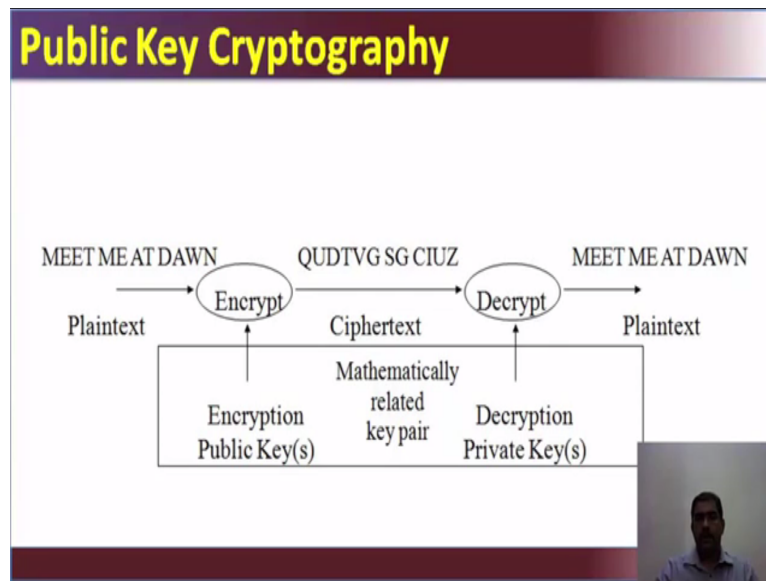 Public Key Cryptography
MEET ME AT DAWN
QUDTVG SG CIUZ
MEET ME AT DAWN
Encrypt
Decrypt
Plaintext
Ciphertext
Plaintext
Mathematically
related
key pair
Encryption
Public Key(s)
Decryption
Private Key(s)